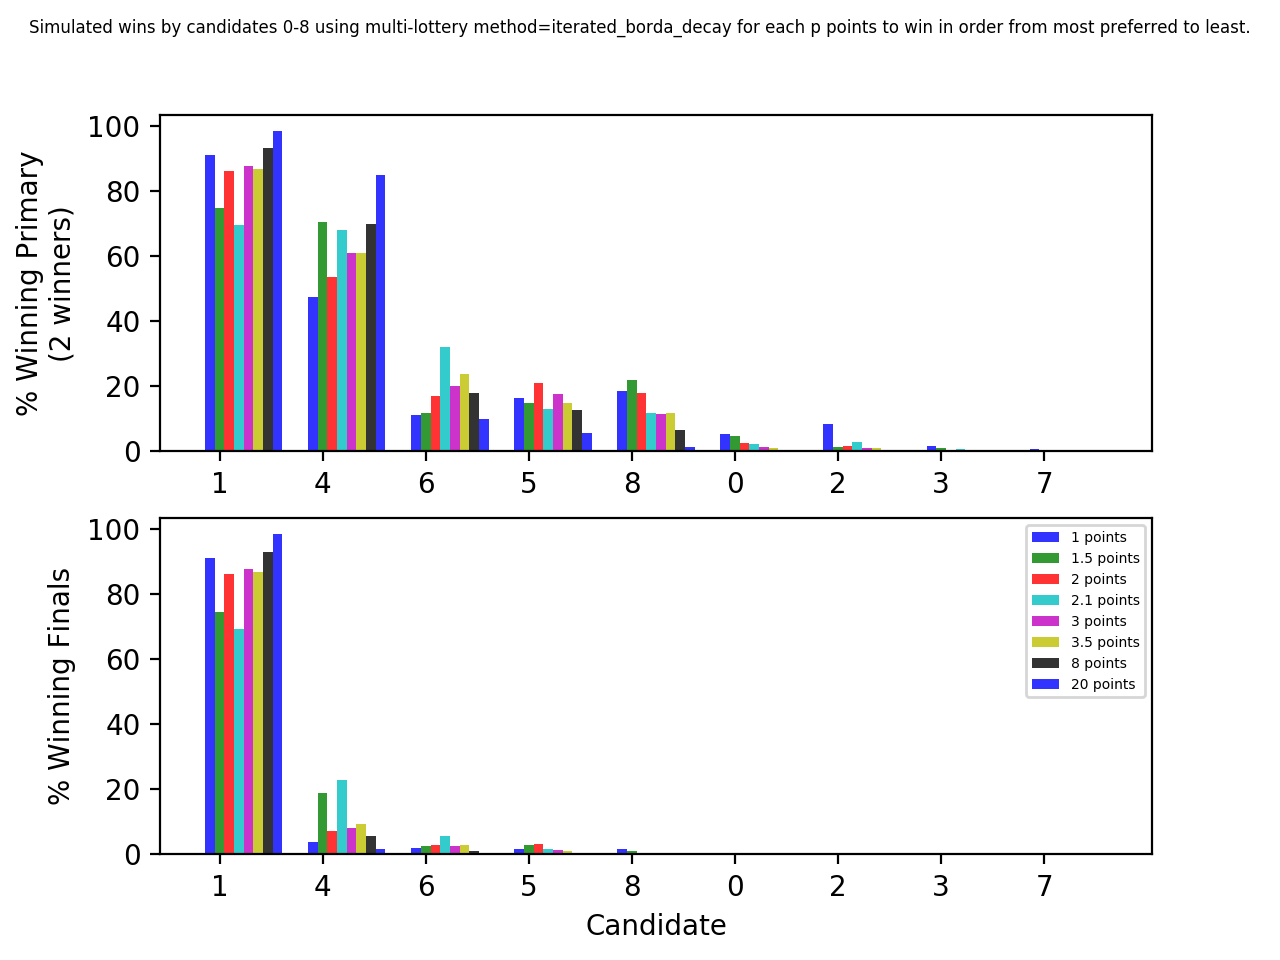 Simulated wins by candidates 0-8 using multi-lottery method=iterated_borda_decay for each p points to win in order from most preferred to least.
% Winning Primary
(2 winners)
100
80
60
40
20
0
1 4 6 5 8 0 2 3 7
% Winning Finals
100
80
60
40
20
0
1 points
1.5 points
2 points
2.1 points
3 points
3.5 points
8 points
20 points
1 4 6 5 8 0 2 3 7
Candidate